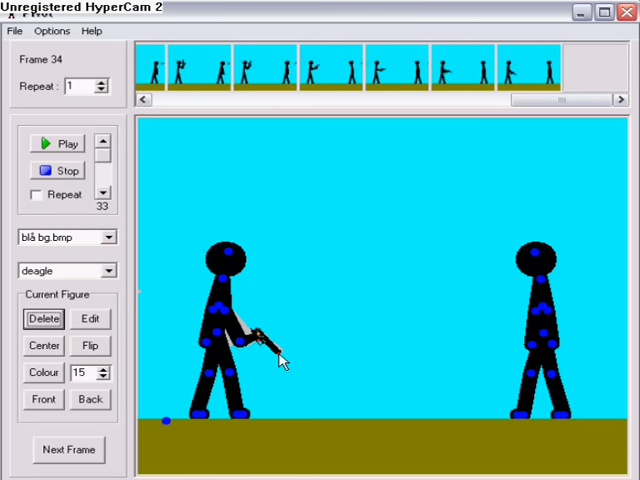 Unregistered HyperCam 2
File Options Help
Frame 34
Repeat : 1
Play
Stop
Repeat
33
blå bg.bmp
deagle
Current Figure
Delete Edit
Center Flip
Colour 15
Front Back
Next Frame